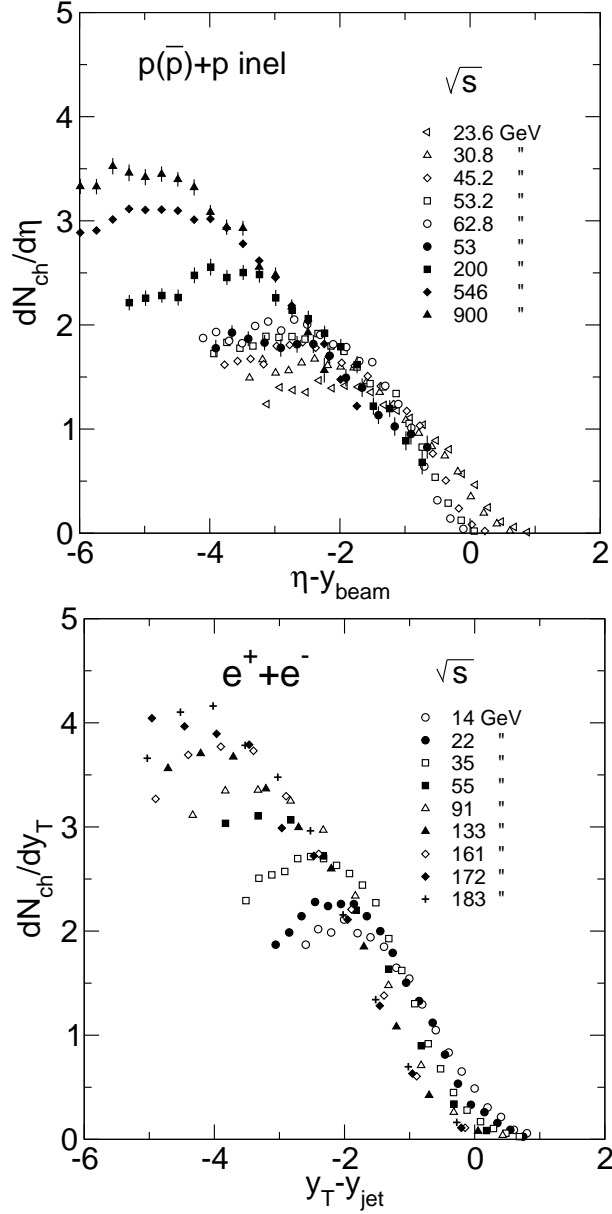 5
4
3
2
1
0
dN_ch/dη
p(p̅)+p inel
√s
23.6 GeV
30.8 "
45.2 "
53.2 "
62.8 "
53 "
200 "
546 "
900 "
-6 -4 -2 0 2
η-y_beam
5
4
3
2
1
0
dN_ch/dy_T
e⁺+e⁻
√s
14 GeV
22 "
35 "
55 "
91 "
133 "
161 "
172 "
183 "
-6 -4 -2 0 2
y_T-y_jet